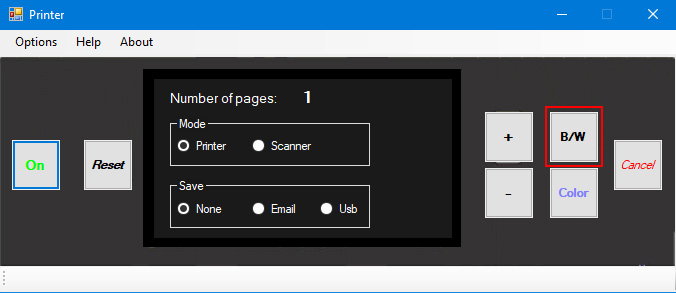 Printer
Options Help About
Number of pages: 1
Mode
Printer Scanner
Save
None Email Usb
On
Reset
+
B/W
-
Color
Cancel